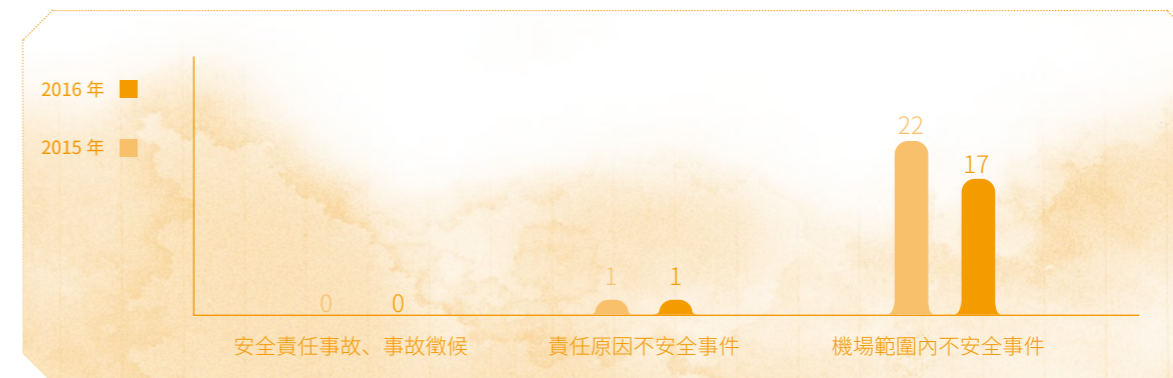 2016 年
2015 年
22
17
1
1
0
0
安全責任事故、事故徵候
責任原因不安全事件
機場範圍內不安全事件